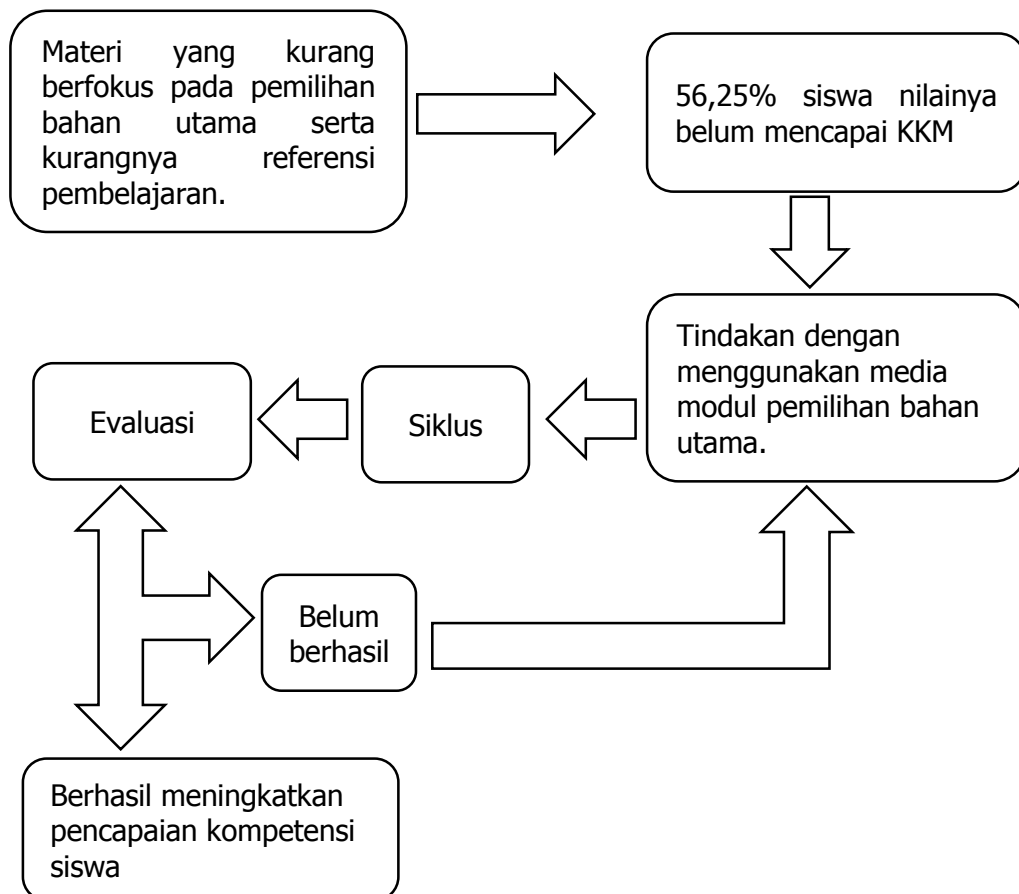 Materi yang kurang
berfokus pada pemilihan
bahan utama serta
kurangnya referensi
pembelajaran.
56,25% siswa nilainya
belum mencapai KKM
Tindakan dengan
menggunakan media
modul pemilihan bahan
utama.
Siklus
Evaluasi
Belum
berhasil
Berhasil meningkatkan
pencapaian kompetensi
siswa